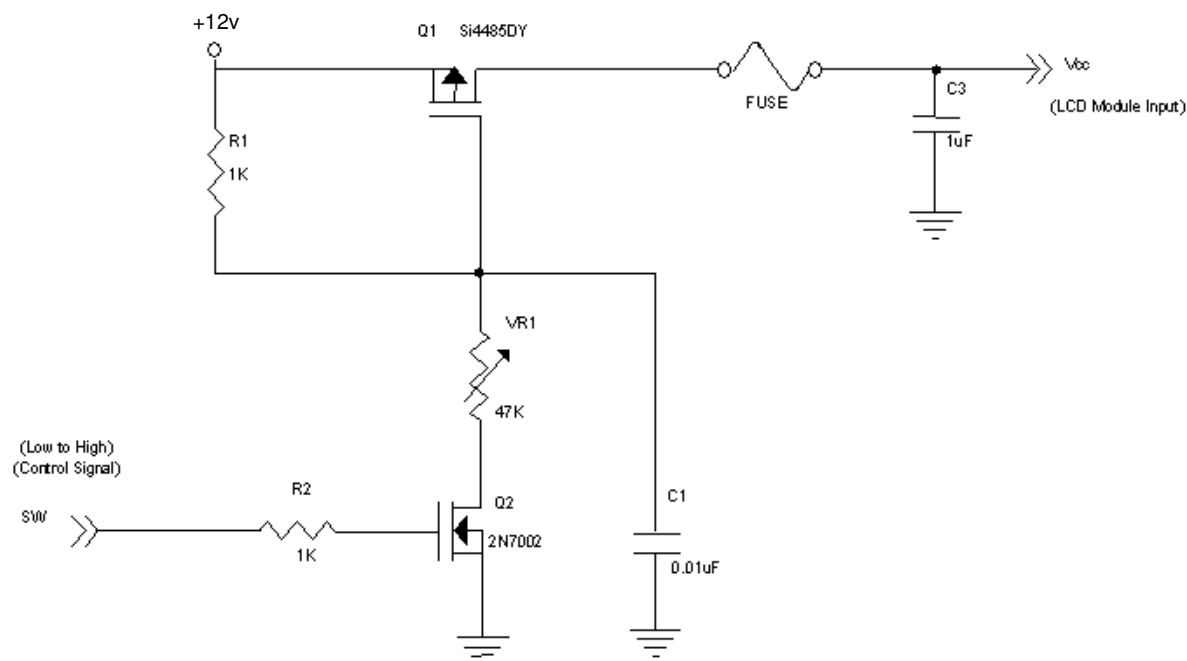 +12v
Q1 Si4485DY
FUSE
C3
1uF
Vcc
(LCD Module Input)
R1
1K
VR1
47K
(Low to High)
(Control Signal)
SW
R2
1K
Q2
2N7002
C1
0.01uF